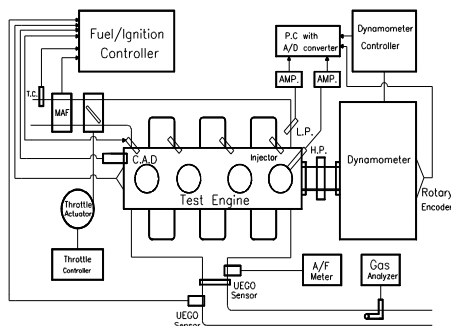 Fuel/Ignition
Controller
P.C with
A/D converter
Dynamometer
Controller
T.C.
MAF
AMP.
AMP.
L.P.
H.P.
C.A.D
Injector
Dynamometer
Test Engine
Throttle
Actuator
Rotary
Encoder
Throttle
Controller
UEGO
Sensor
A/F
Meter
Gas
Analyzer
UEGO
Sensor